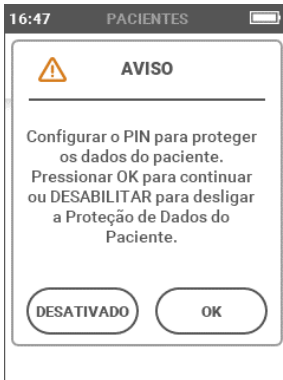 16:47 PACIENTES
AVISO
Configurar o PIN para proteger
os dados do paciente.
Pressionar OK para continuar
ou DESABILITAR para desligar
a Proteção de Dados do
Paciente.
DESATIVADO OK